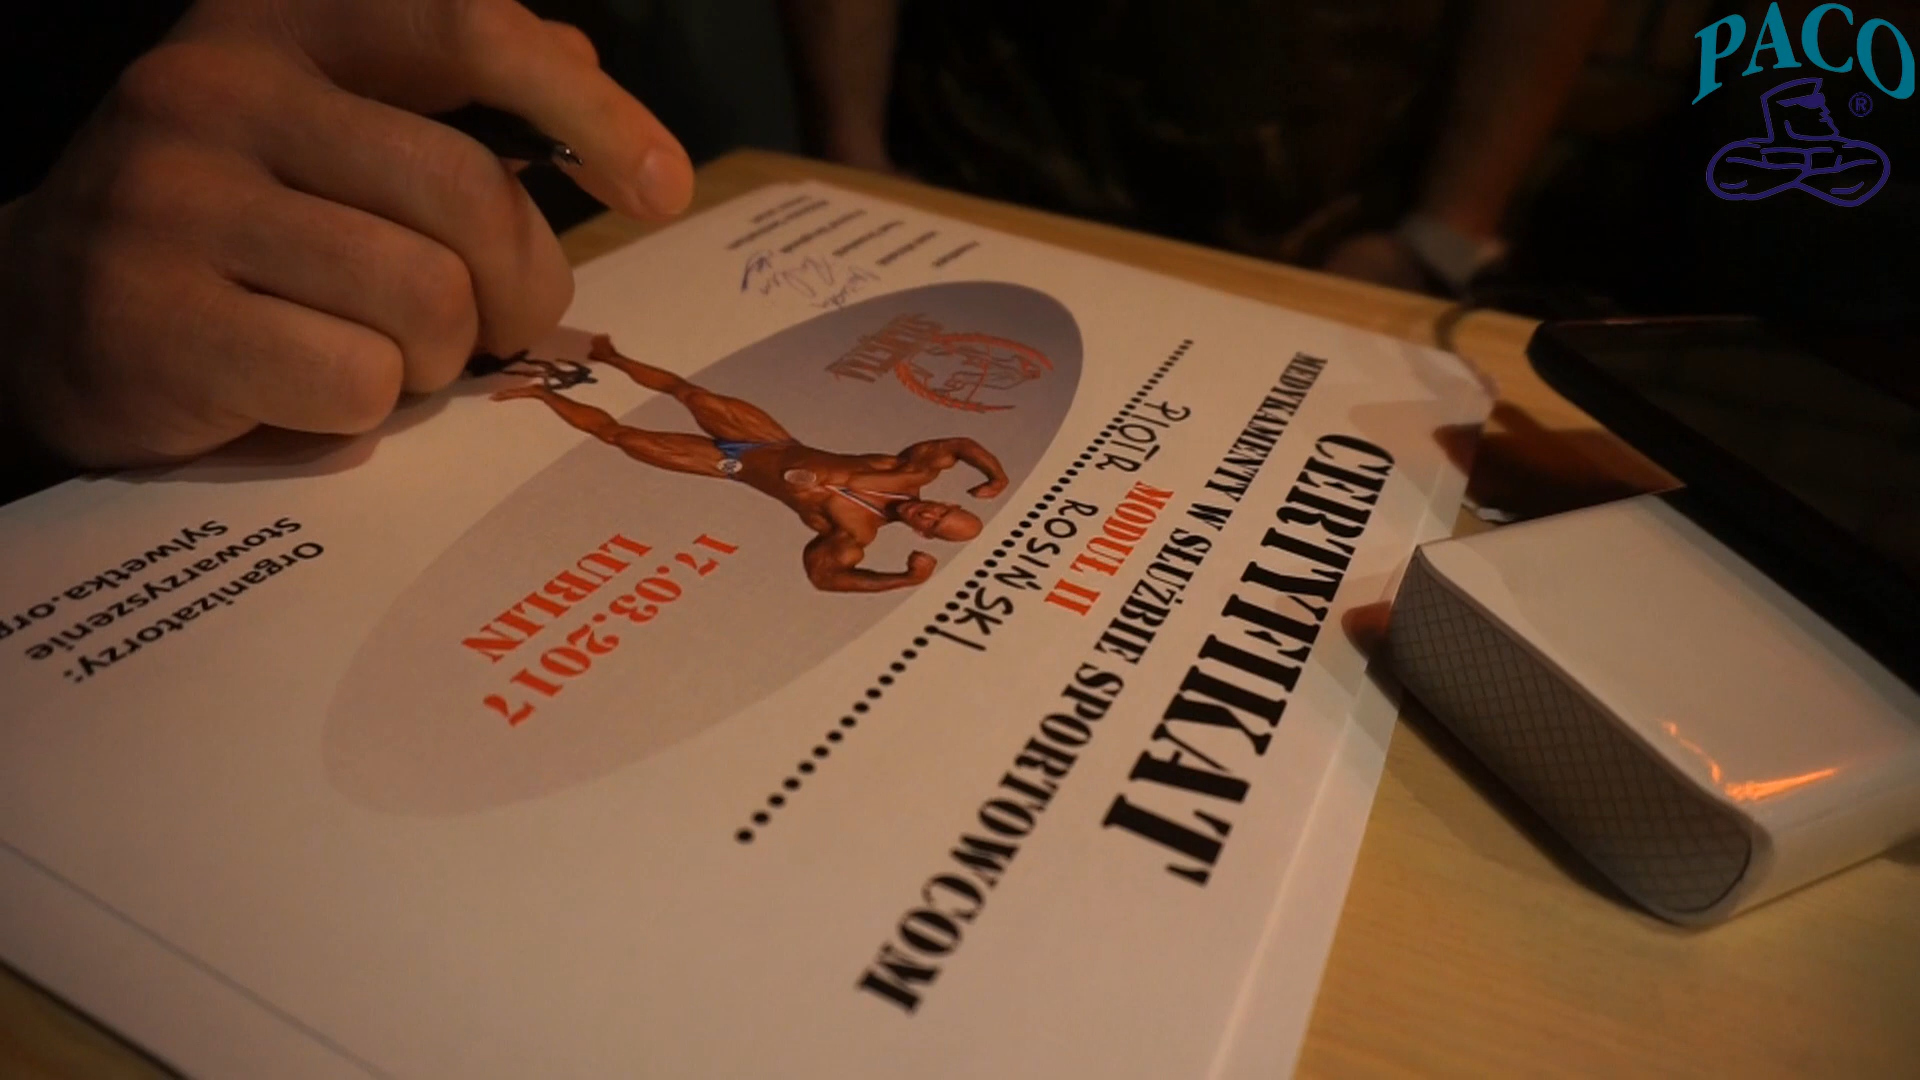 PACO
®
CERTYFIKAT
MEDYKAMENTY W SŁUŻBIE SPORTOWCOM
MODUŁ II
PIOTR ROSIŃSKI
17.03.2017
LUBLIN
Organizatorzy:
Stowarzyszenie
Sylwetka.org